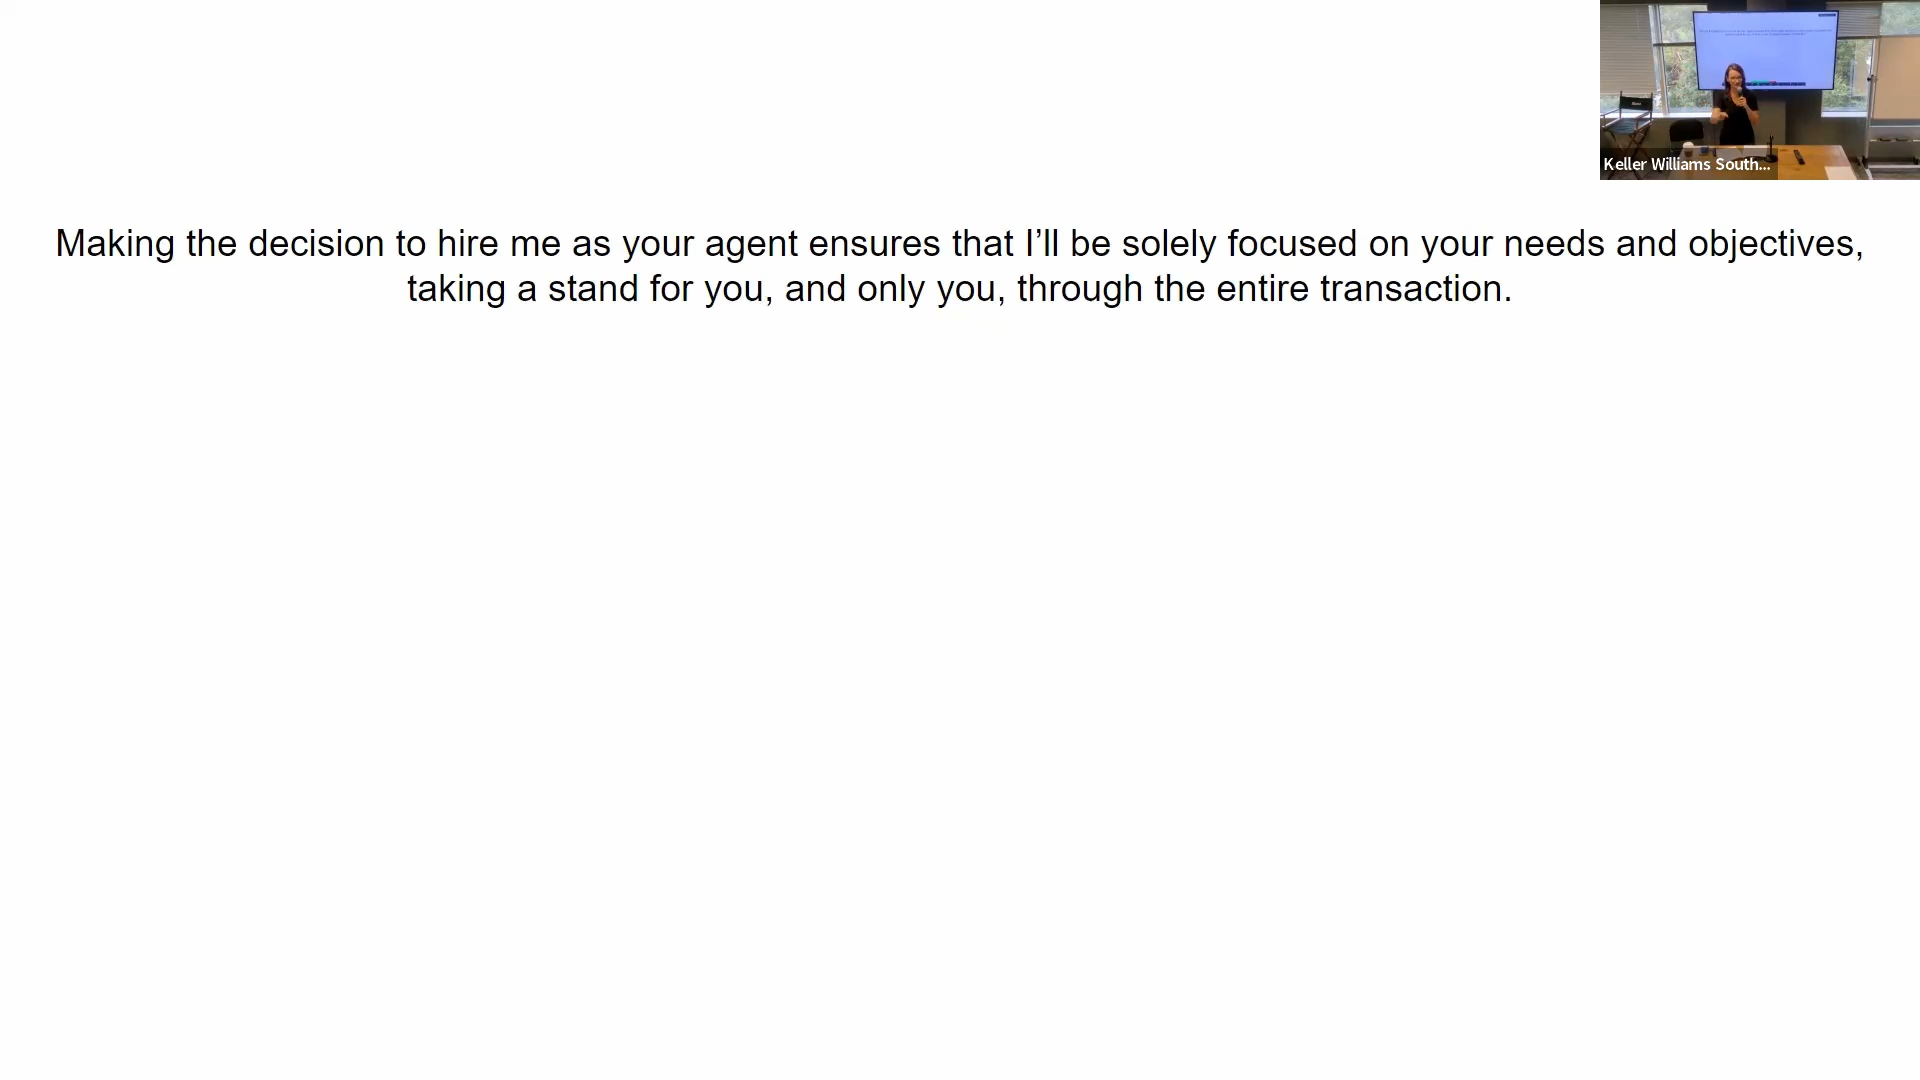 Keller Williams South...
Making the decision to hire me as your agent ensures that I’ll be solely focused on your needs and objectives,
taking a stand for you, and only you, through the entire transaction.